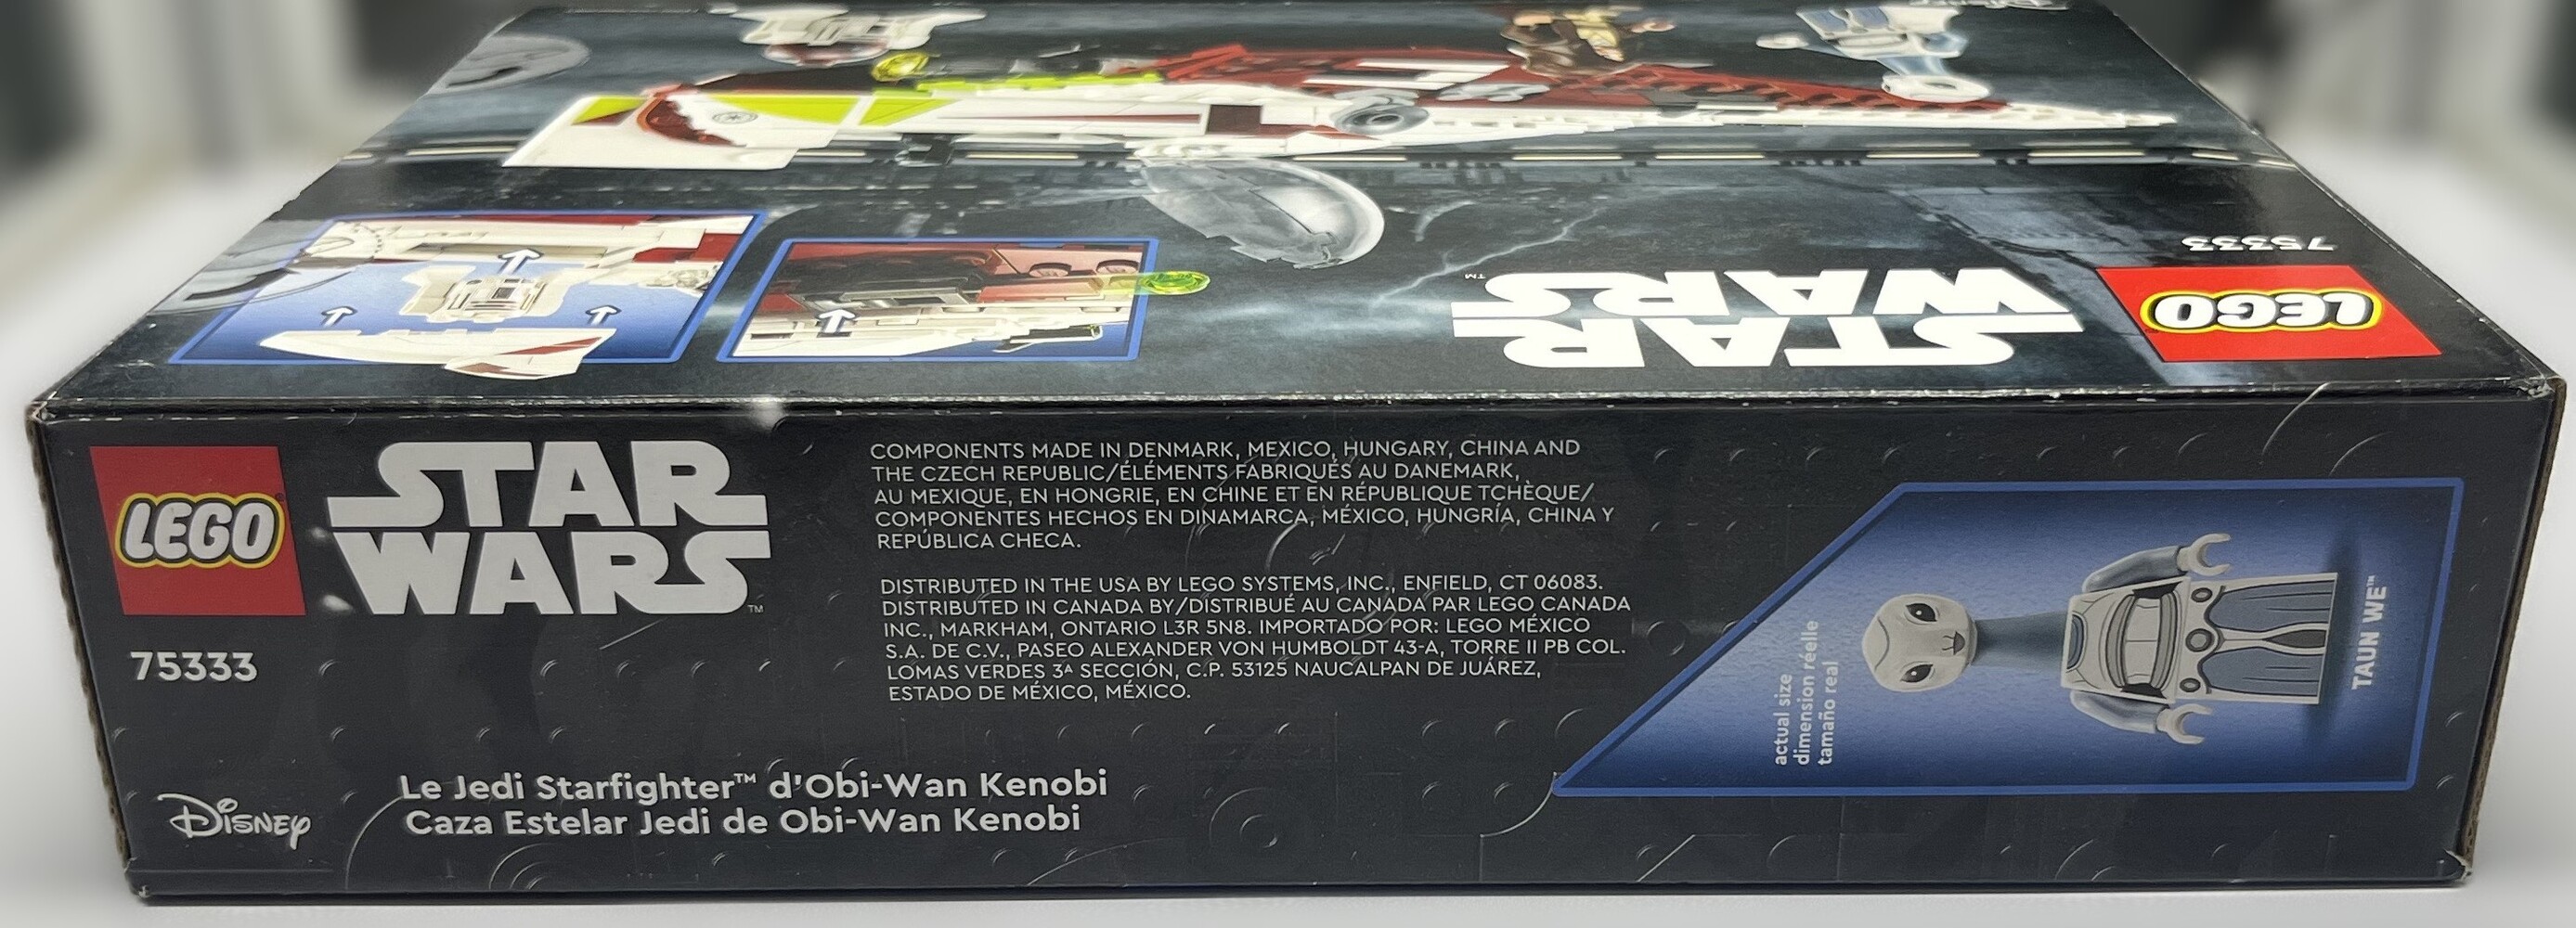 75333
LEGO
STAR
WARS™
LEGO®
STAR
WARS™
75333
Disney
Le Jedi Starfighter™ d'Obi-Wan Kenobi
Caza Estelar Jedi de Obi-Wan Kenobi
COMPONENTS MADE IN DENMARK, MEXICO, HUNGARY, CHINA AND
THE CZECH REPUBLIC/ÉLÉMENTS FABRIQUÉS AU DANEMARK,
AU MEXIQUE, EN HONGRIE, EN CHINE ET EN RÉPUBLIQUE TCHÈQUE/
COMPONENTES HECHOS EN DINAMARCA, MÉXICO, HUNGRÍA, CHINA Y
REPÚBLICA CHECA.
DISTRIBUTED IN THE USA BY LEGO SYSTEMS, INC., ENFIELD, CT 06083.
DISTRIBUTED IN CANADA BY/DISTRIBUÉ AU CANADA PAR LEGO CANADA
INC., MARKHAM, ONTARIO L3R 5N8. IMPORTADO POR: LEGO MÉXICO
S.A. DE C.V., PASEO ALEXANDER VON HUMBOLDT 43-A, TORRE II PB COL.
LOMAS VERDES 3ᴬ SECCIÓN, C.P. 53125 NAUCALPAN DE JUÁREZ,
ESTADO DE MÉXICO, MÉXICO.
actual size
dimension réelle
tamaño real
TAUN WE™